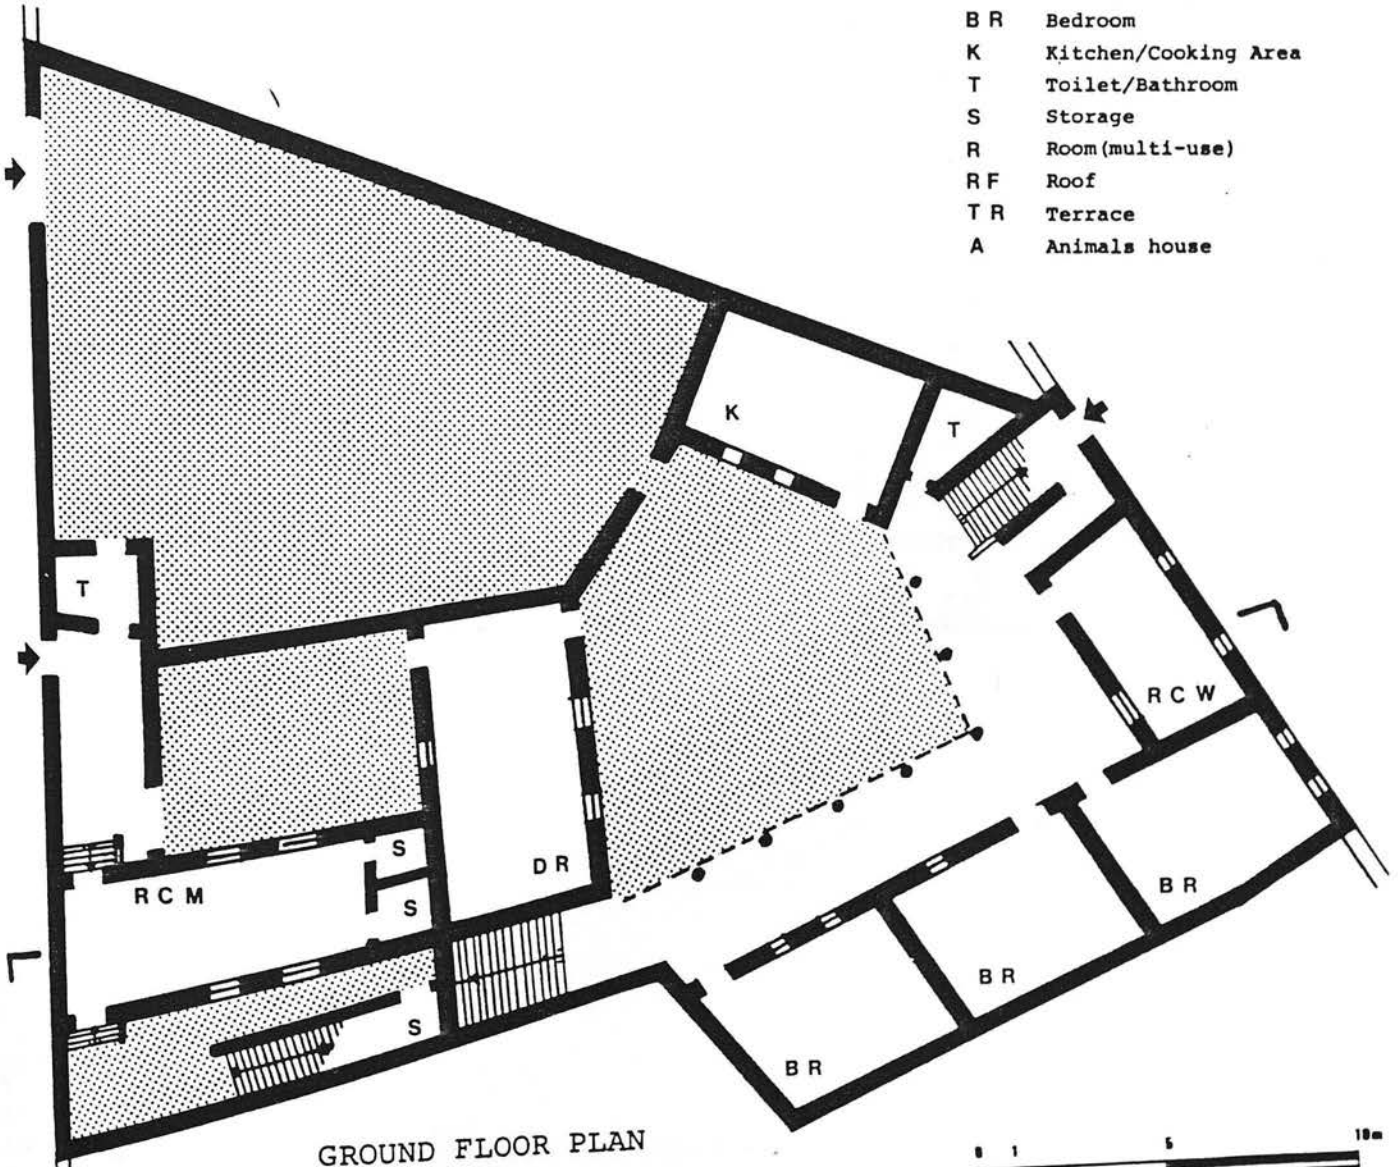 B R Bedroom
K Kitchen/Cooking Area
T Toilet/Bathroom
S Storage
R Room(multi-use)
R F Roof
T R Terrace
A Animals house
K
T
T
R C W
S
D R
R C M
S
B R
B R
S
B R
GROUND FLOOR PLAN
0 1 5 10m